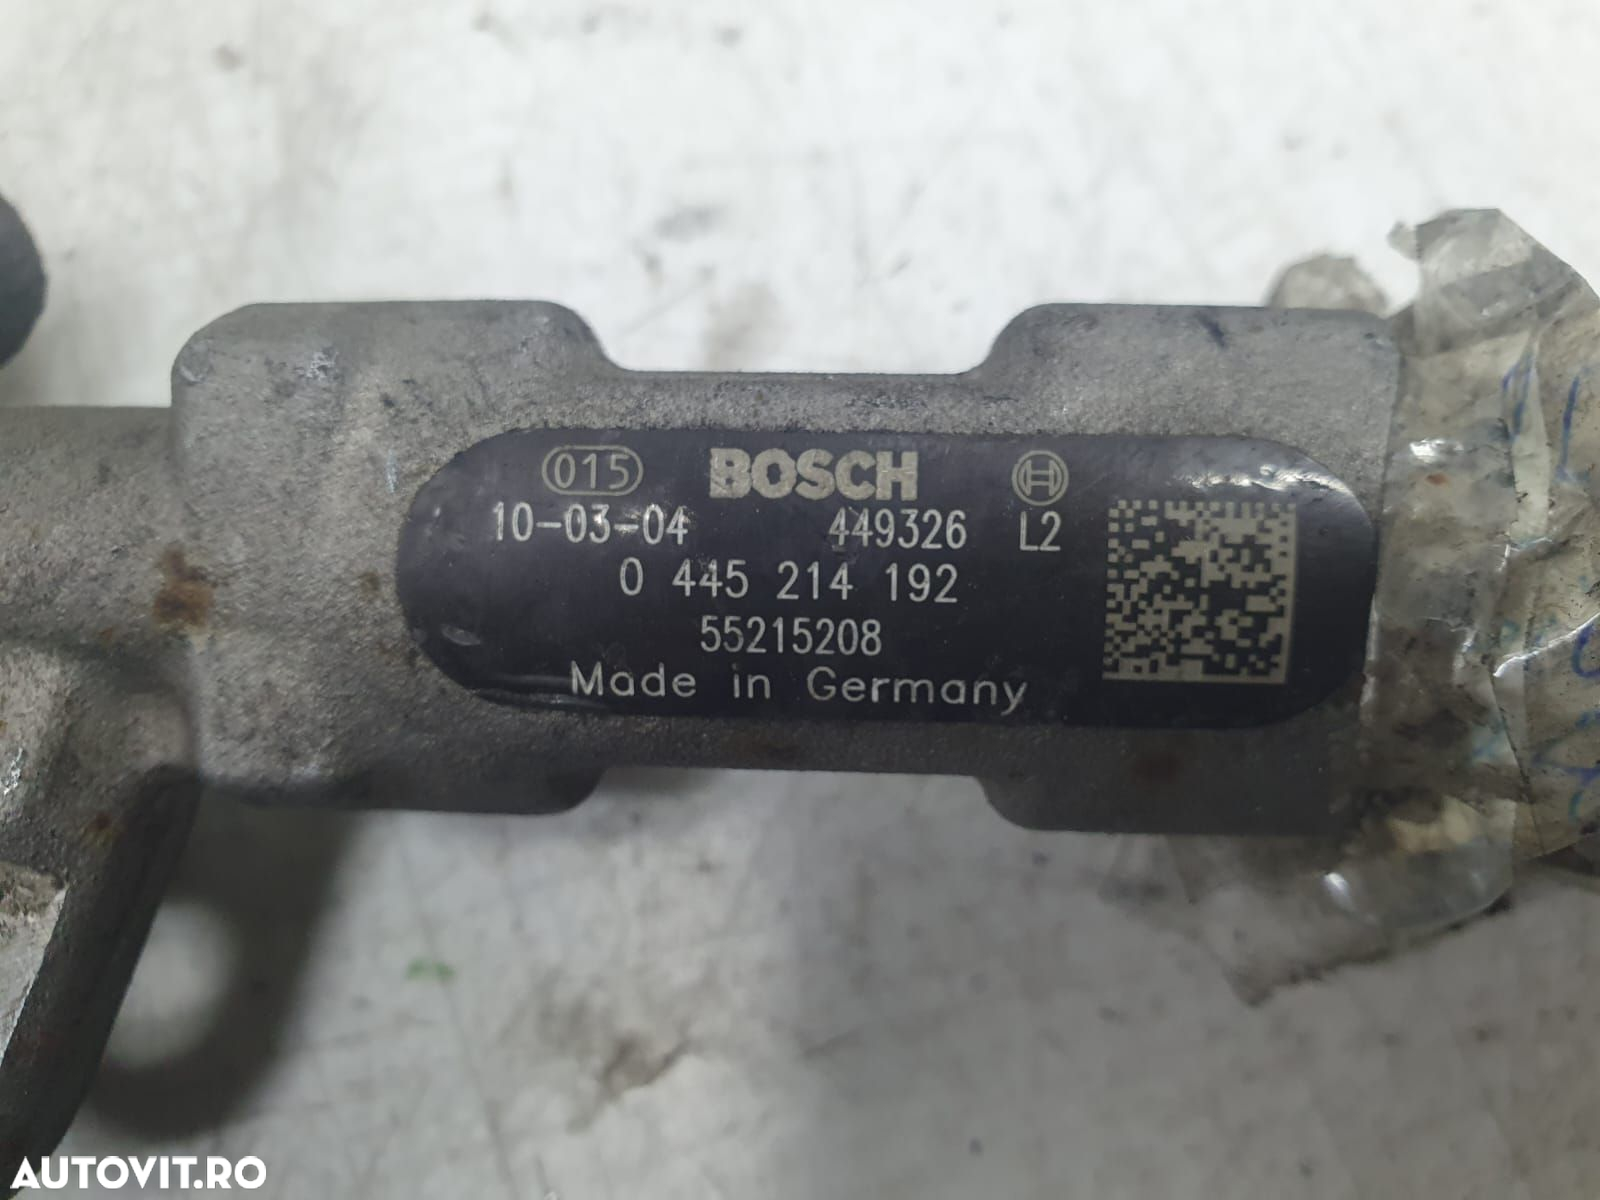 015 BOSCH
10-03-04 449326 L2
0 445 214 192
55215208
Made in Germany
AUTOVIT.RO